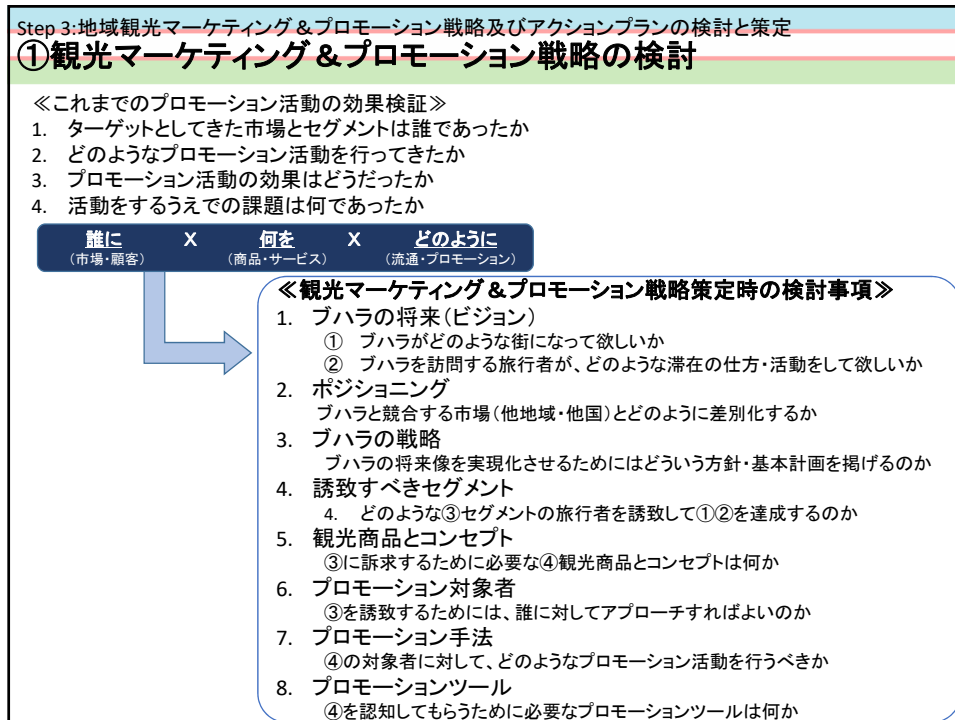 Step 3:地域観光マーケティング&プロモーション戦略及びアクションプランの検討と策定
①観光マーケティング&プロモーション戦略の検討
≪これまでのプロモーション活動の効果検証≫
1. ターゲットとしてきた市場とセグメントは誰であったか
2. どのようなプロモーション活動を行ってきたか
3. プロモーション活動の効果はどうだったか
4. 活動をするうえでの課題は何であったか
誰に X 何を X どのように
(市場・顧客) (商品・サービス) (流通・プロモーション)
≪観光マーケティング&プロモーション戦略策定時の検討事項≫
1. ブハラの将来(ビジョン)
① ブハラがどのような街になって欲しいか
② ブハラを訪問する旅行者が、どのような滞在の仕方・活動をして欲しいか
2. ポジショニング
ブハラと競合する市場(他地域・他国)とどのように差別化するか
3. ブハラの戦略
ブハラの将来像を実現化させるためにはどういう方針・基本計画を掲げるのか
4. 誘致すべきセグメント
4. どのような③セグメントの旅行者を誘致して①②を達成するのか
5. 観光商品とコンセプト
③に訴求するために必要な④観光商品とコンセプトは何か
6. プロモーション対象者
③を誘致するためには、誰に対してアプローチすればよいのか
7. プロモーション手法
④の対象者に対して、どのようなプロモーション活動を行うべきか
8. プロモーションツール
④を認知してもらうために必要なプロモーションツールは何か